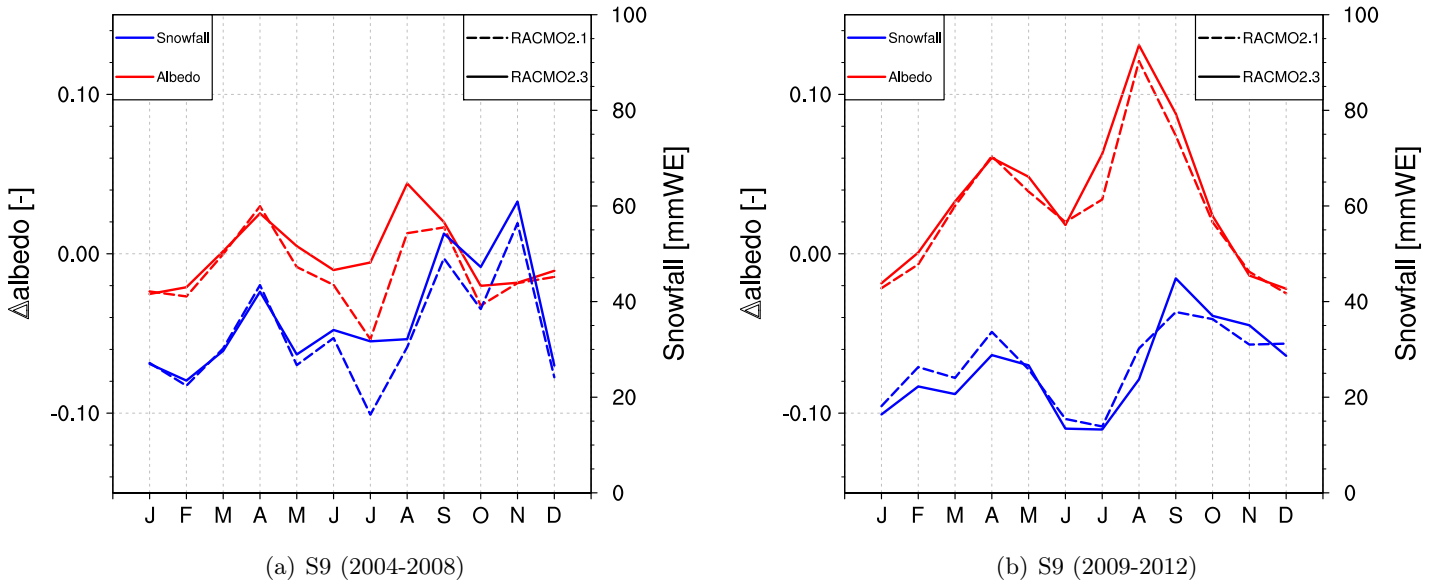 Snowfall
Albedo
RACMO2.1
RACMO2.3
100
80
60
40
20
0
0.10
0.00
-0.10
Δalbedo [-]
Snowfall [mmWE]
J F M A M J J A S O N D
(a) S9 (2004-2008)
Snowfall
Albedo
RACMO2.1
RACMO2.3
100
80
60
40
20
0
0.10
0.00
-0.10
Δalbedo [-]
Snowfall [mmWE]
J F M A M J J A S O N D
(b) S9 (2009-2012)